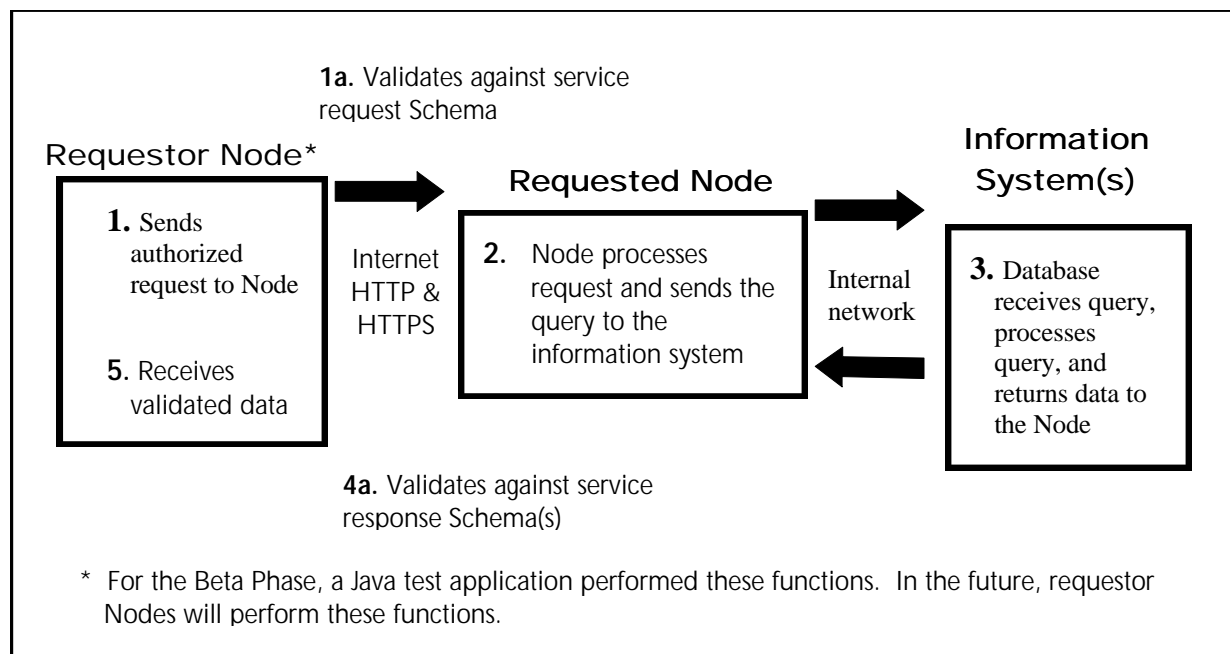 1a. Validates against service
request Schema
Requestor Node*
1. Sends
authorized
request to Node
5. Receives
validated data
Internet
HTTP &
HTTPS
Requested Node
2. Node processes
request and sends the
query to the
information system
Internal
network
Information
System(s)
3. Database
receives query,
processes
query, and
returns data to
the Node
4a. Validates against service
response Schema(s)
* For the Beta Phase, a Java test application performed these functions. In the future, requestor
Nodes will perform these functions.